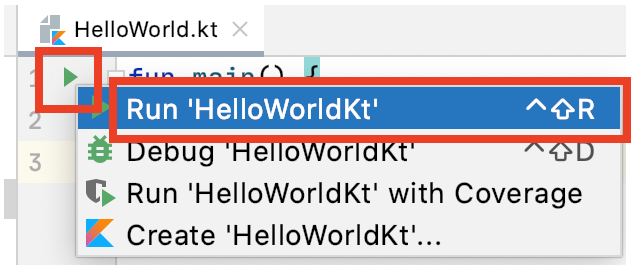 HelloWorld.kt
1 fun main() {
Run 'HelloWorldKt' ^⇧R
2
Debug 'HelloWorldKt' ^⇧D
3
Run 'HelloWorldKt' with Coverage
Create 'HelloWorldKt'...